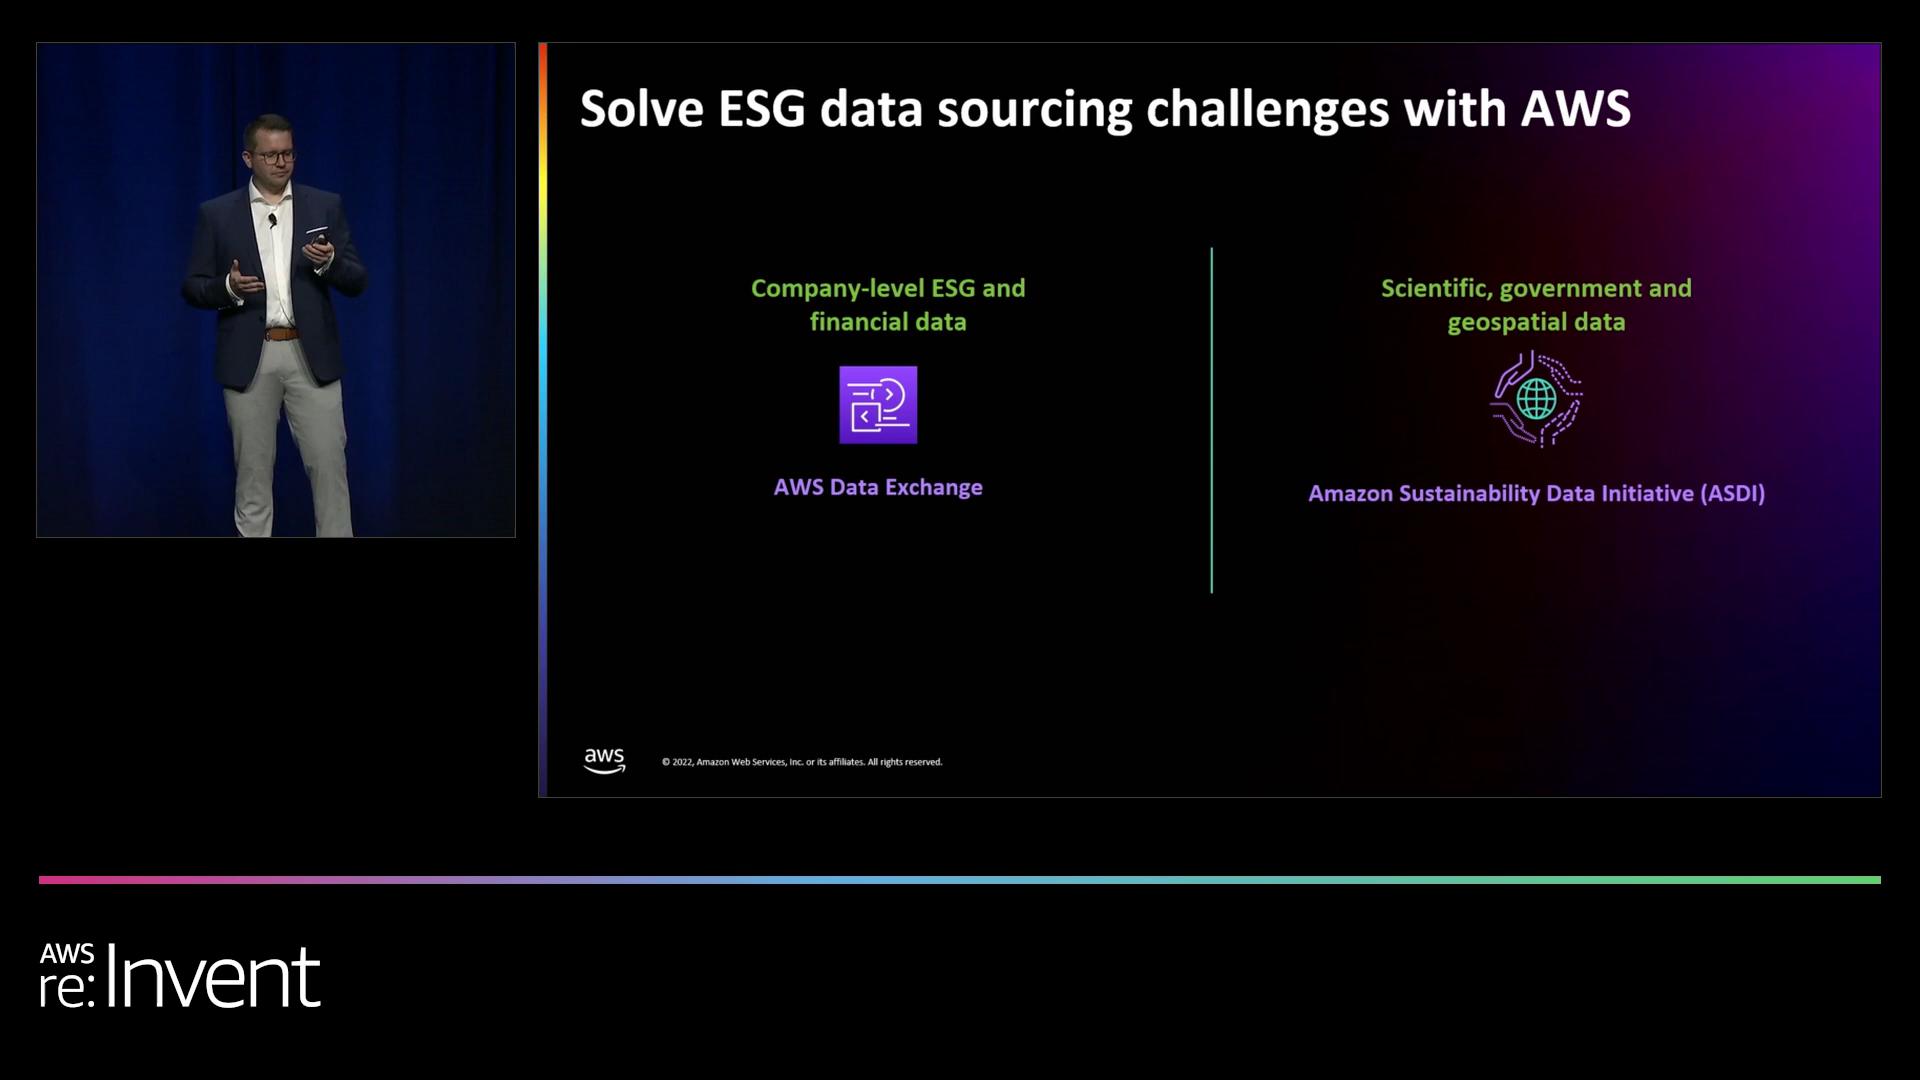 Solve ESG data sourcing challenges with AWS
Company-level ESG and
financial data
AWS Data Exchange
Scientific, government and
geospatial data
Amazon Sustainability Data Initiative (ASDI)
aws
© 2022, Amazon Web Services, Inc. or its affiliates. All rights reserved.
AWS
re:Invent